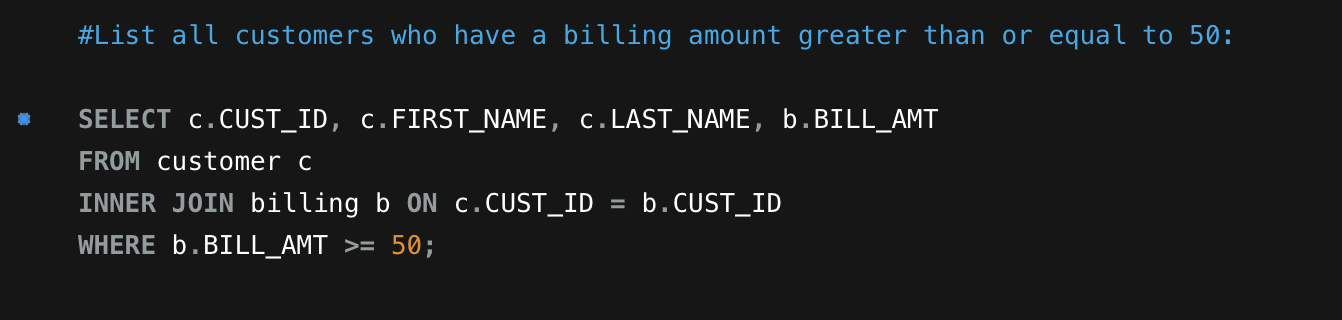 #List all customers who have a billing amount greater than or equal to 50:
SELECT c.CUST_ID, c.FIRST_NAME, c.LAST_NAME, b.BILL_AMT
FROM customer c
INNER JOIN billing b ON c.CUST_ID = b.CUST_ID
WHERE b.BILL_AMT >= 50;